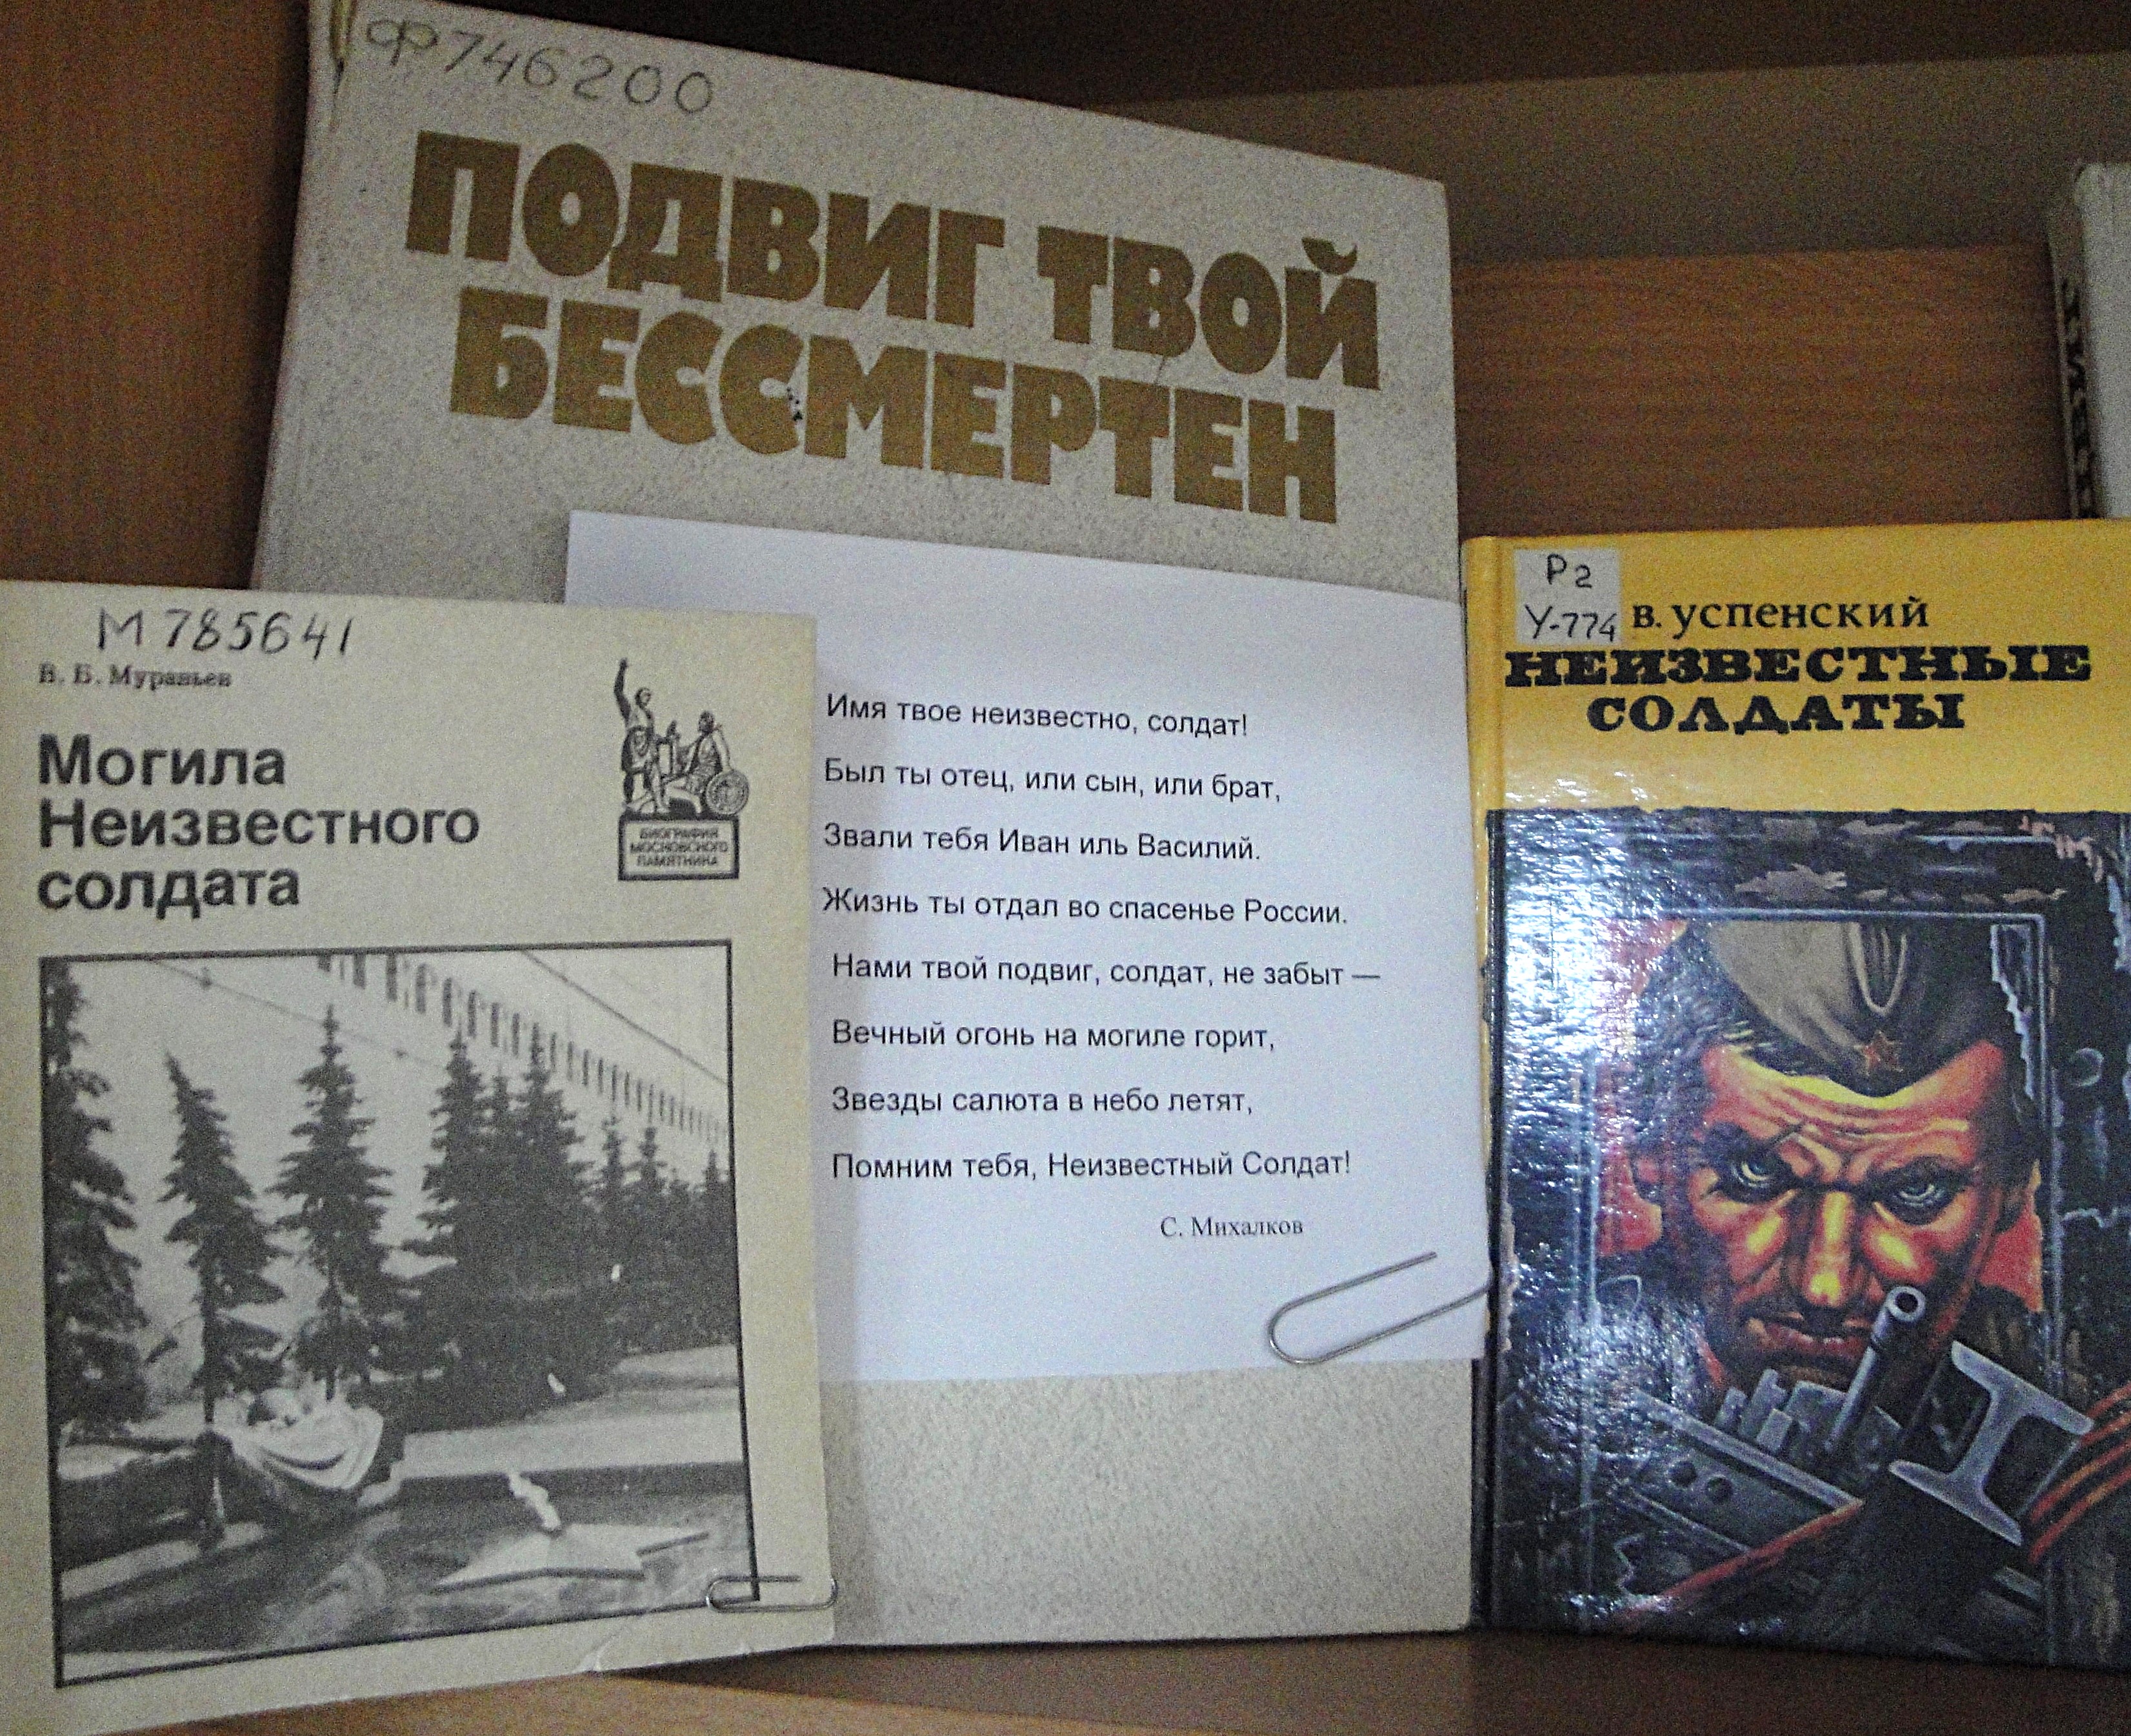 Ф746200
ПОДВИГ ТВОЙ
БЕССМЕРТЕН
М785641
В. Б. Муравьев
Могила
Неизвестного
солдата
БИОГРАФИЯ
МОСКОВСКОГО
ПАМЯТНИКА
Имя твое неизвестно, солдат!
Был ты отец, или сын, или брат,
Звали тебя Иван иль Василий.
Жизнь ты отдал во спасенье России.
Нами твой подвиг, солдат, не забыт —
Вечный огонь на могиле горит,
Звезды салюта в небо летят,
Помним тебя, Неизвестный Солдат!
С. Михалков
Р2
У-774
В. УСПЕНСКИЙ
НЕИЗВЕСТНЫЕ
СОЛДАТЫ